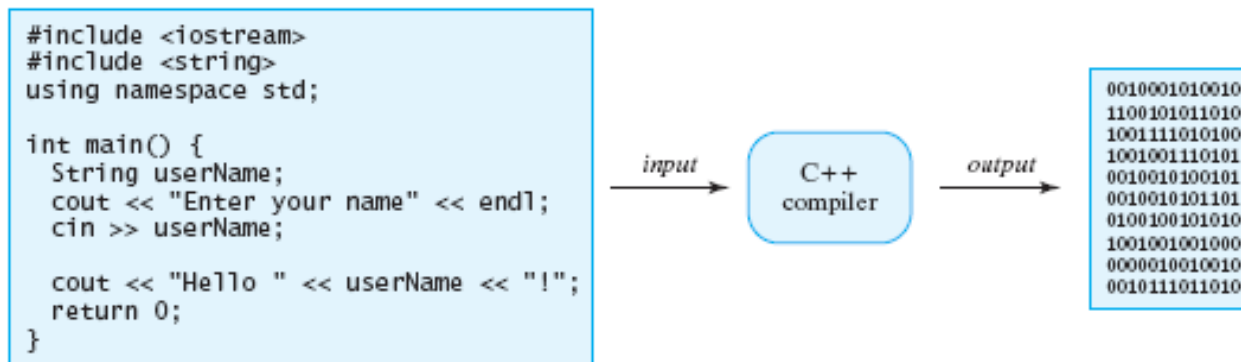 #include <iostream>
#include <string>
using namespace std;
int main() {
String userName;
cout << "Enter your name" << endl;
cin >> userName;
cout << "Hello " << userName << "!";
return 0;
}
input
C++
compiler
output
0010001010010
1100101011010
1001111010100
1001001110101
0010010100101
0010010101101
0100100101010
1001001001000
0000010010010
0010111011010